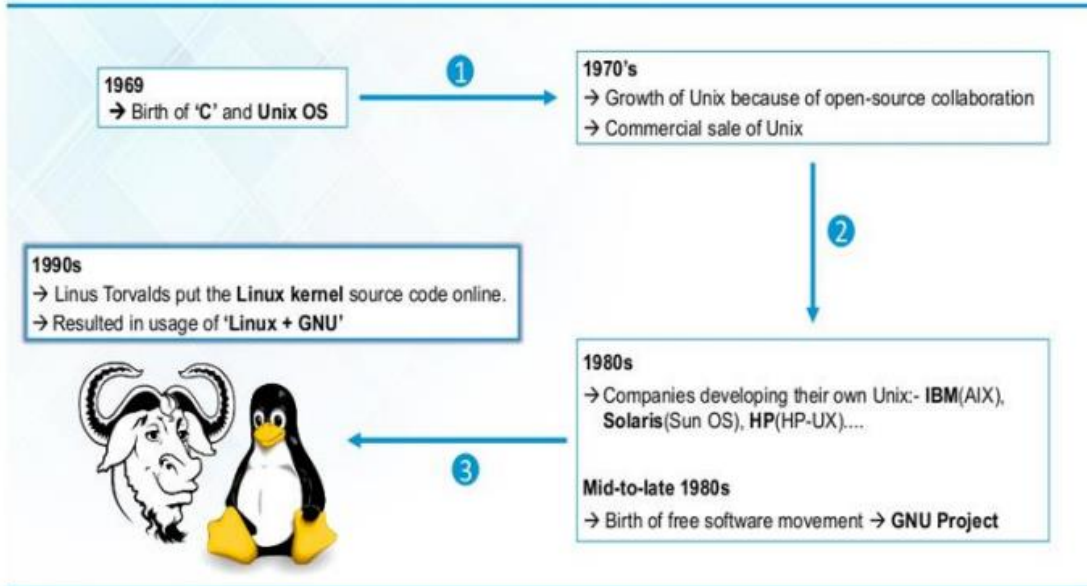 1969
→ Birth of ‘C’ and Unix OS
1
1970’s
→ Growth of Unix because of open-source collaboration
→ Commercial sale of Unix
2
1980s
→ Companies developing their own Unix:- IBM(AIX),
Solaris(Sun OS), HP(HP-UX)....
Mid-to-late 1980s
→ Birth of free software movement → GNU Project
3
1990s
→ Linus Torvalds put the Linux kernel source code online.
→ Resulted in usage of ‘Linux + GNU’